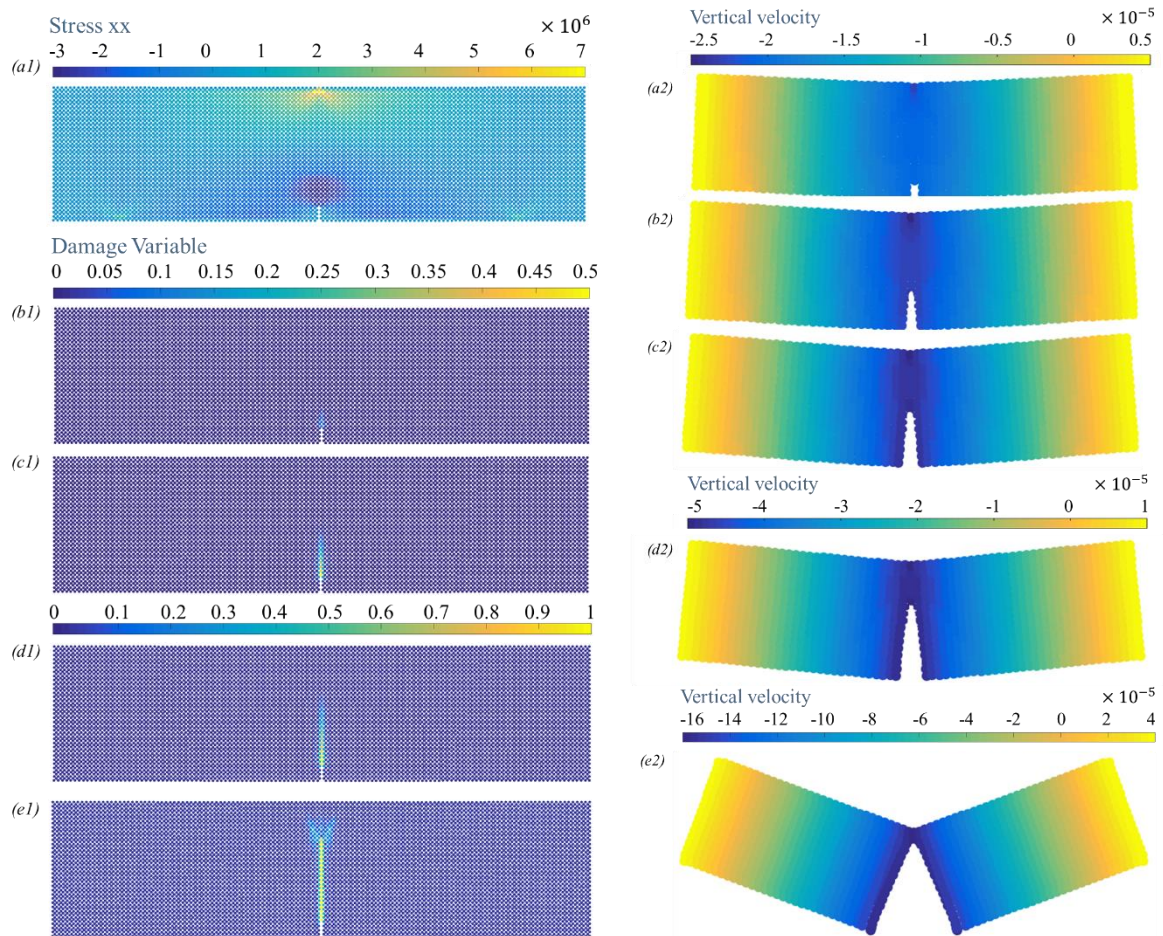 Stress xx
× 10⁶
-3 -2 -1 0 1 2 3 4 5 6 7
(a1)
Damage Variable
0 0.05 0.1 0.15 0.2 0.25 0.3 0.35 0.4 0.45 0.5
(b1)
(c1)
0 0.1 0.2 0.3 0.4 0.5 0.6 0.7 0.8 0.9 1
(d1)
(e1)
Vertical velocity
× 10⁻⁵
-2.5 -2 -1.5 -1 -0.5 0 0.5
(a2)
(b2)
(c2)
Vertical velocity
× 10⁻⁵
-5 -4 -3 -2 -1 0 1
(d2)
Vertical velocity
× 10⁻⁵
-16 -14 -12 -10 -8 -6 -4 -2 0 2 4
(e2)